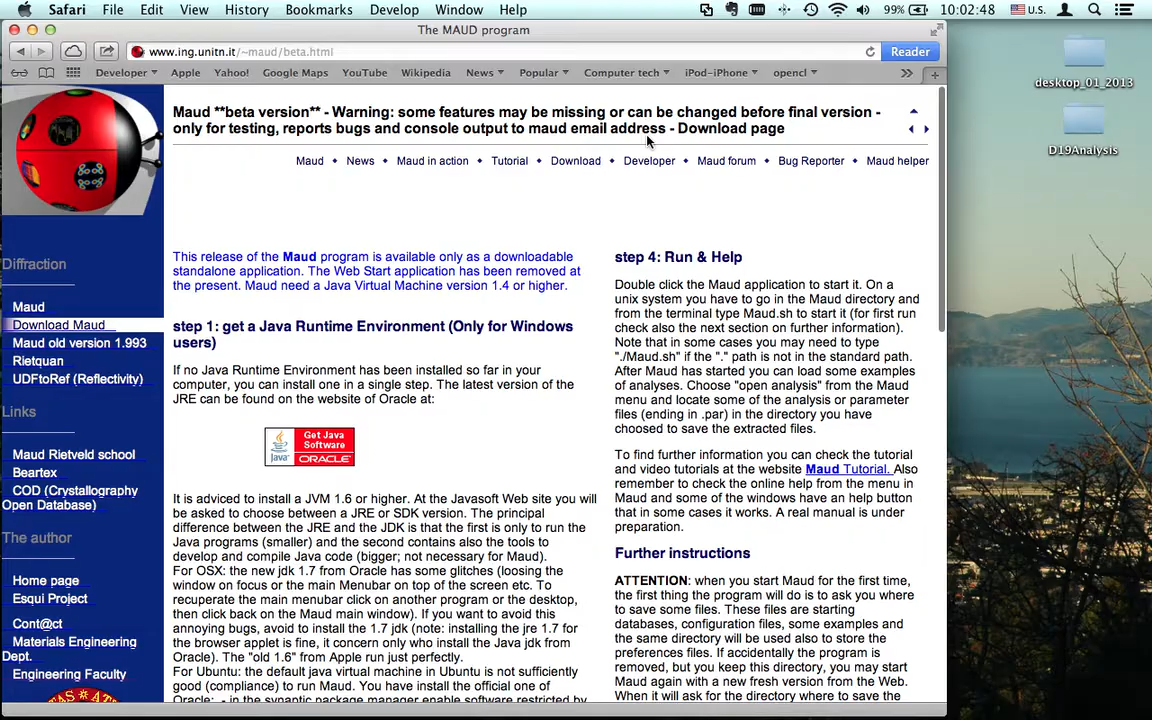 Safari File Edit View History Bookmarks Develop Window Help 99% 10:02:48 U.S.
The MAUD program
www.ing.unitn.it/~maud/beta.html Reader
Developer Apple Yahoo! Google Maps YouTube Wikipedia News Popular Computer tech iPod-iPhone opencl
desktop_01_2013
D19Analysis
Maud **beta version** - Warning: some features may be missing or can be changed before final version -
only for testing, reports bugs and console output to maud email address - Download page
Maud News Maud in action Tutorial Download Developer Maud forum Bug Reporter Maud helper
Diffraction
Maud
Download Maud
Maud old version 1.993
Rietquan
UDFtoRef (Reflectivity)
Links
Maud Rietveld school
Beartex
COD (Crystallography
Open Database)
The author
Home page
Esqui Project
Cont@ct
Materials Engineering
Dept.
Engineering Faculty
This release of the Maud program is available only as a downloadable
standalone application. The Web Start application has been removed at
the present. Maud need a Java Virtual Machine version 1.4 or higher.
step 1: get a Java Runtime Environment (Only for Windows
users)
If no Java Runtime Environment has been installed so far in your
computer, you can install one in a single step. The latest version of the
JRE can be found on the website of Oracle at:
Get Java
Software
Java
ORACLE
It is adviced to install a JVM 1.6 or higher. At the Javasoft Web site you will
be asked to choose between a JRE or SDK version. The principal
difference between the JRE and the JDK is that the first is only to run the
Java programs (smaller) and the second contains also the tools to
develop and compile Java code (bigger; not necessary for Maud).
For OSX: the new jdk 1.7 from Oracle has some glitches (loosing the
window on focus or the main Menubar on top of the screen etc. To
recuperate the main menubar click on another program or the desktop,
then click back on the Maud main window). If you want to avoid this
annoying bugs, avoid to install the 1.7 jdk (note: installing the jre 1.7 for
the browser applet is fine, it concern only who install the Java jdk from
Oracle). The "old 1.6" from Apple run just perfectly.
For Ubuntu: the default java virtual machine in Ubuntu is not sufficiently
good (compliance) to run Maud. You have install the official one of
Oracle: - in the synaptic package manager enable software restricted by
step 4: Run & Help
Double click the Maud application to start it. On a
unix system you have to go in the Maud directory and
from the terminal type Maud.sh to start it (for first run
check also the next section on further information).
Note that in some cases you may need to type
"./Maud.sh" if the "." path is not in the standard path.
After Maud has started you can load some examples
of analyses. Choose "open analysis" from the Maud
menu and locate some of the analysis or parameter
files (ending in .par) in the directory you have
choosed to save the extracted files.
To find further information you can check the tutorial
and video tutorials at the website Maud Tutorial. Also
remember to check the online help from the menu in
Maud and some of the windows have an help button
that in some cases it works. A real manual is under
preparation.
Further instructions
ATTENTION: when you start Maud for the first time,
the first thing the program will do is to ask you where
to save some files. These files are starting
databases, configuration files, some examples and
the same directory will be used also to store the
preferences files. If accidentally the program is
removed, but you keep this directory, you may start
Maud again with a new fresh version from the Web.
When it will ask for the directory where to save the